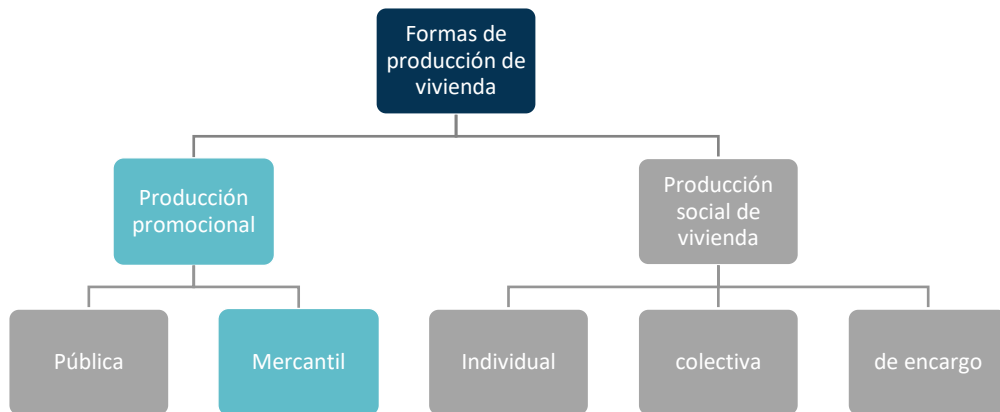 Formas de
producción de
vivienda
Producción
promocional
Producción
social de
vivienda
Pública
Mercantil
Individual
colectiva
de encargo